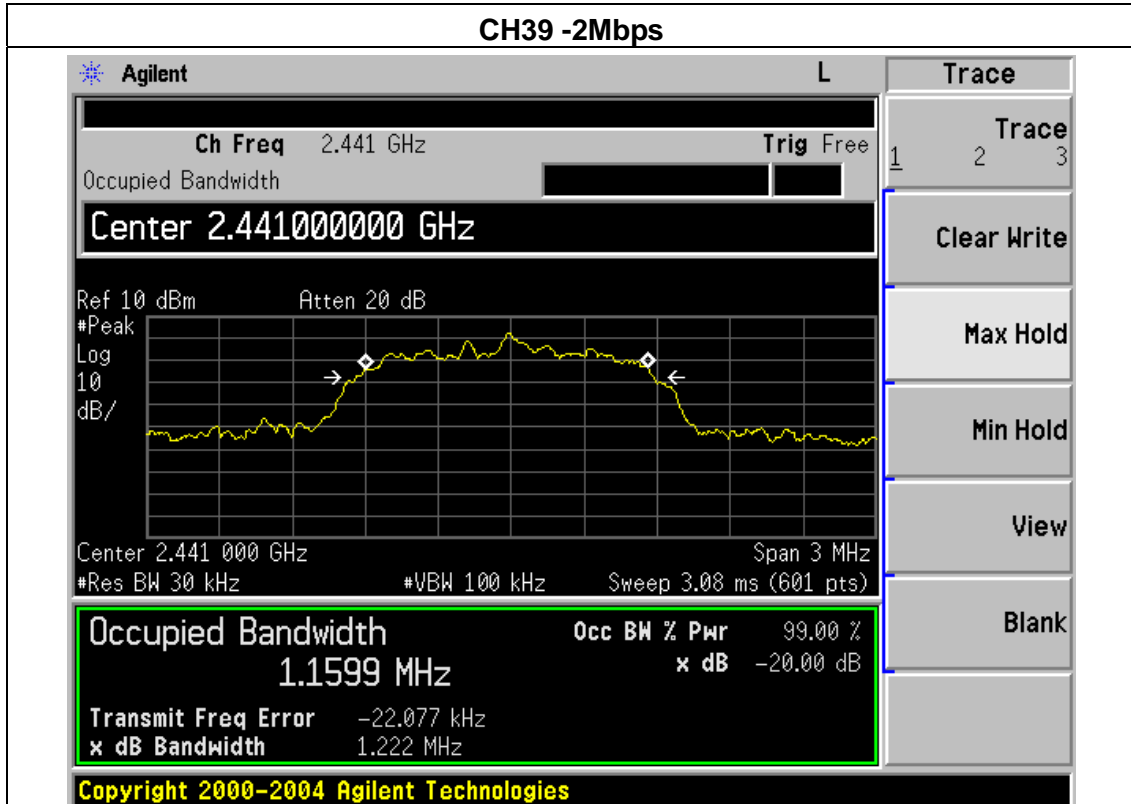 CH39 -2Mbps
Agilent L Trace
Ch Freq 2.441 GHz Trig Free
Occupied Bandwidth
Center 2.441000000 GHz
Ref 10 dBm Atten 20 dB
#Peak
Log
10
dB/
Center 2.441 000 GHz Span 3 MHz
#Res BW 30 kHz #VBW 100 kHz Sweep 3.08 ms (601 pts)
Occupied Bandwidth Occ BW % Pwr 99.00 %
1.1599 MHz x dB -20.00 dB
Transmit Freq Error -22.077 kHz
x dB Bandwidth 1.222 MHz
Copyright 2000-2004 Agilent Technologies
Trace
1 2 3
Clear Write
Max Hold
Min Hold
View
Blank